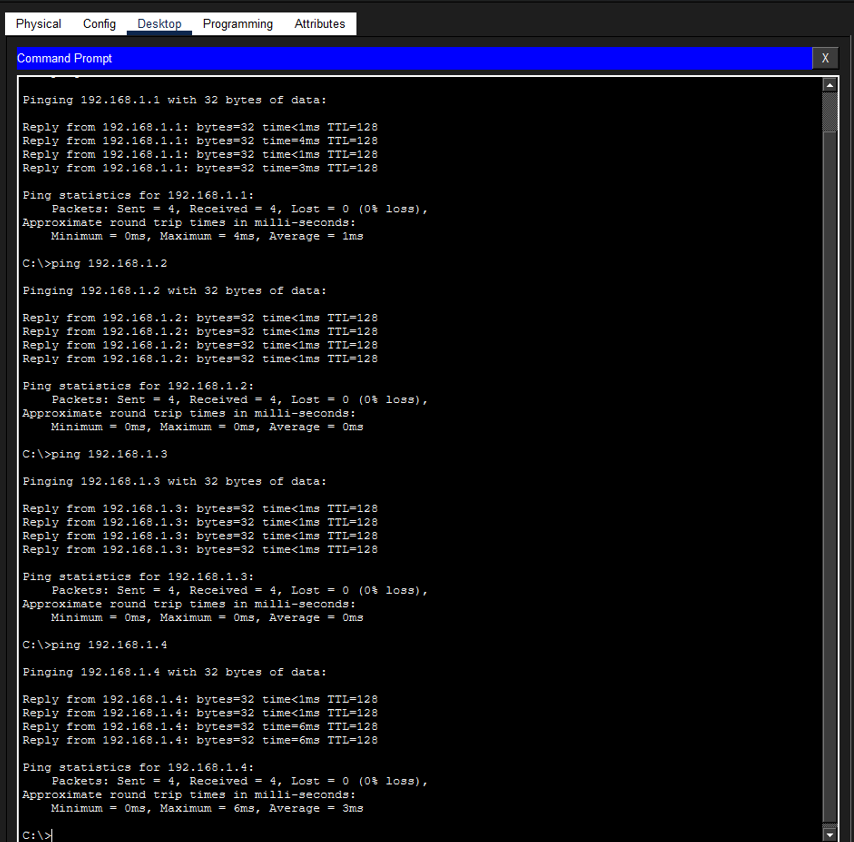 Physical Config Desktop Programming Attributes
Command Prompt X
Pinging 192.168.1.1 with 32 bytes of data:
Reply from 192.168.1.1: bytes=32 time<1ms TTL=128
Reply from 192.168.1.1: bytes=32 time=4ms TTL=128
Reply from 192.168.1.1: bytes=32 time<1ms TTL=128
Reply from 192.168.1.1: bytes=32 time=3ms TTL=128
Ping statistics for 192.168.1.1:
Packets: Sent = 4, Received = 4, Lost = 0 (0% loss),
Approximate round trip times in milli-seconds:
Minimum = 0ms, Maximum = 4ms, Average = 1ms
C:\>ping 192.168.1.2
Pinging 192.168.1.2 with 32 bytes of data:
Reply from 192.168.1.2: bytes=32 time<1ms TTL=128
Reply from 192.168.1.2: bytes=32 time<1ms TTL=128
Reply from 192.168.1.2: bytes=32 time<1ms TTL=128
Reply from 192.168.1.2: bytes=32 time<1ms TTL=128
Ping statistics for 192.168.1.2:
Packets: Sent = 4, Received = 4, Lost = 0 (0% loss),
Approximate round trip times in milli-seconds:
Minimum = 0ms, Maximum = 0ms, Average = 0ms
C:\>ping 192.168.1.3
Pinging 192.168.1.3 with 32 bytes of data:
Reply from 192.168.1.3: bytes=32 time<1ms TTL=128
Reply from 192.168.1.3: bytes=32 time<1ms TTL=128
Reply from 192.168.1.3: bytes=32 time<1ms TTL=128
Reply from 192.168.1.3: bytes=32 time<1ms TTL=128
Ping statistics for 192.168.1.3:
Packets: Sent = 4, Received = 4, Lost = 0 (0% loss),
Approximate round trip times in milli-seconds:
Minimum = 0ms, Maximum = 0ms, Average = 0ms
C:\>ping 192.168.1.4
Pinging 192.168.1.4 with 32 bytes of data:
Reply from 192.168.1.4: bytes=32 time<1ms TTL=128
Reply from 192.168.1.4: bytes=32 time<1ms TTL=128
Reply from 192.168.1.4: bytes=32 time=6ms TTL=128
Reply from 192.168.1.4: bytes=32 time=6ms TTL=128
Ping statistics for 192.168.1.4:
Packets: Sent = 4, Received = 4, Lost = 0 (0% loss),
Approximate round trip times in milli-seconds:
Minimum = 0ms, Maximum = 6ms, Average = 3ms
C:\>